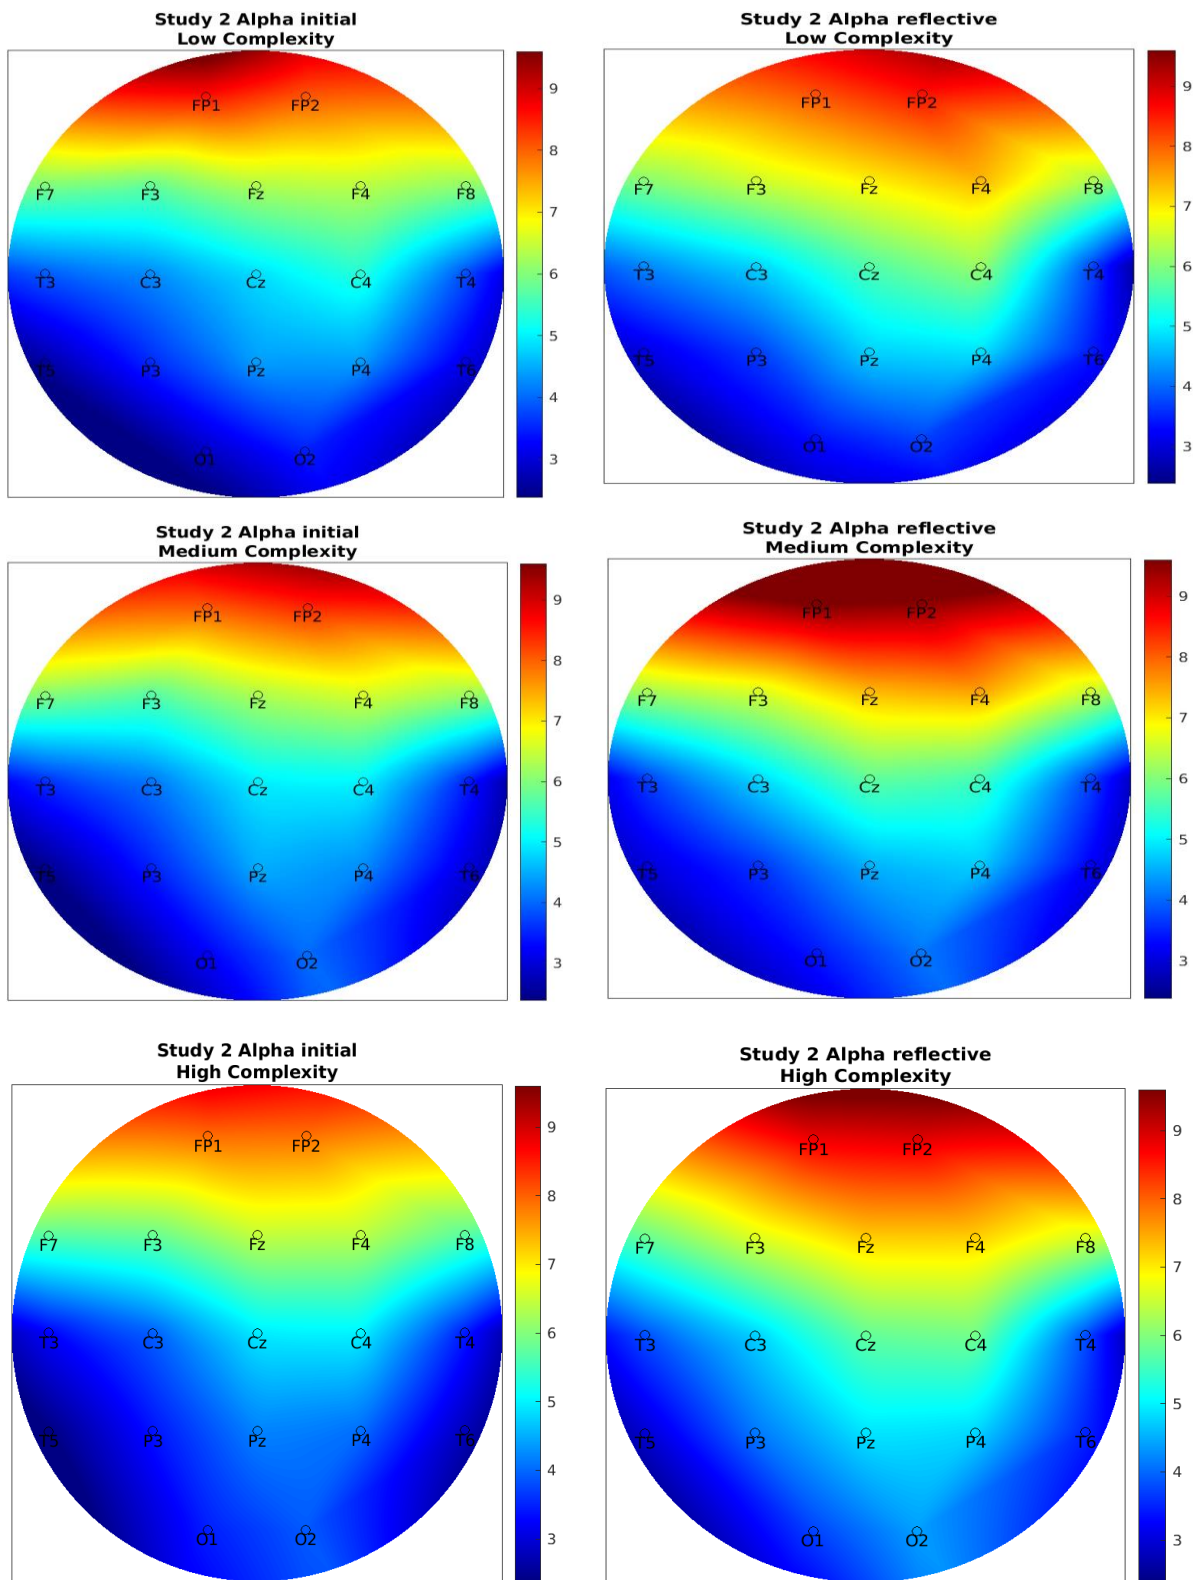 Study 2 Alpha initial
Low Complexity
FP1 FP2
F7 F3 Fz F4 F8
T3 C3 Cz C4 T4
T5 P3 Pz P4 T6
O1 O2
9
8
7
6
5
4
3
Study 2 Alpha reflective
Low Complexity
FP1 FP2
F7 F3 Fz F4 F8
T3 C3 Cz C4 T4
T5 P3 Pz P4 T6
O1 O2
9
8
7
6
5
4
3
Study 2 Alpha initial
Medium Complexity
FP1 FP2
F7 F3 Fz F4 F8
T3 C3 Cz C4 T4
T5 P3 Pz P4 T6
O1 O2
9
8
7
6
5
4
3
Study 2 Alpha reflective
Medium Complexity
FP1 FP2
F7 F3 Fz F4 F8
T3 C3 Cz C4 T4
T5 P3 Pz P4 T6
O1 O2
9
8
7
6
5
4
3
Study 2 Alpha initial
High Complexity
FP1 FP2
F7 F3 Fz F4 F8
T3 C3 Cz C4 T4
T5 P3 Pz P4 T6
O1 O2
9
8
7
6
5
4
3
Study 2 Alpha reflective
High Complexity
FP1 FP2
F7 F3 Fz F4 F8
T3 C3 Cz C4 T4
T5 P3 Pz P4 T6
O1 O2
9
8
7
6
5
4
3